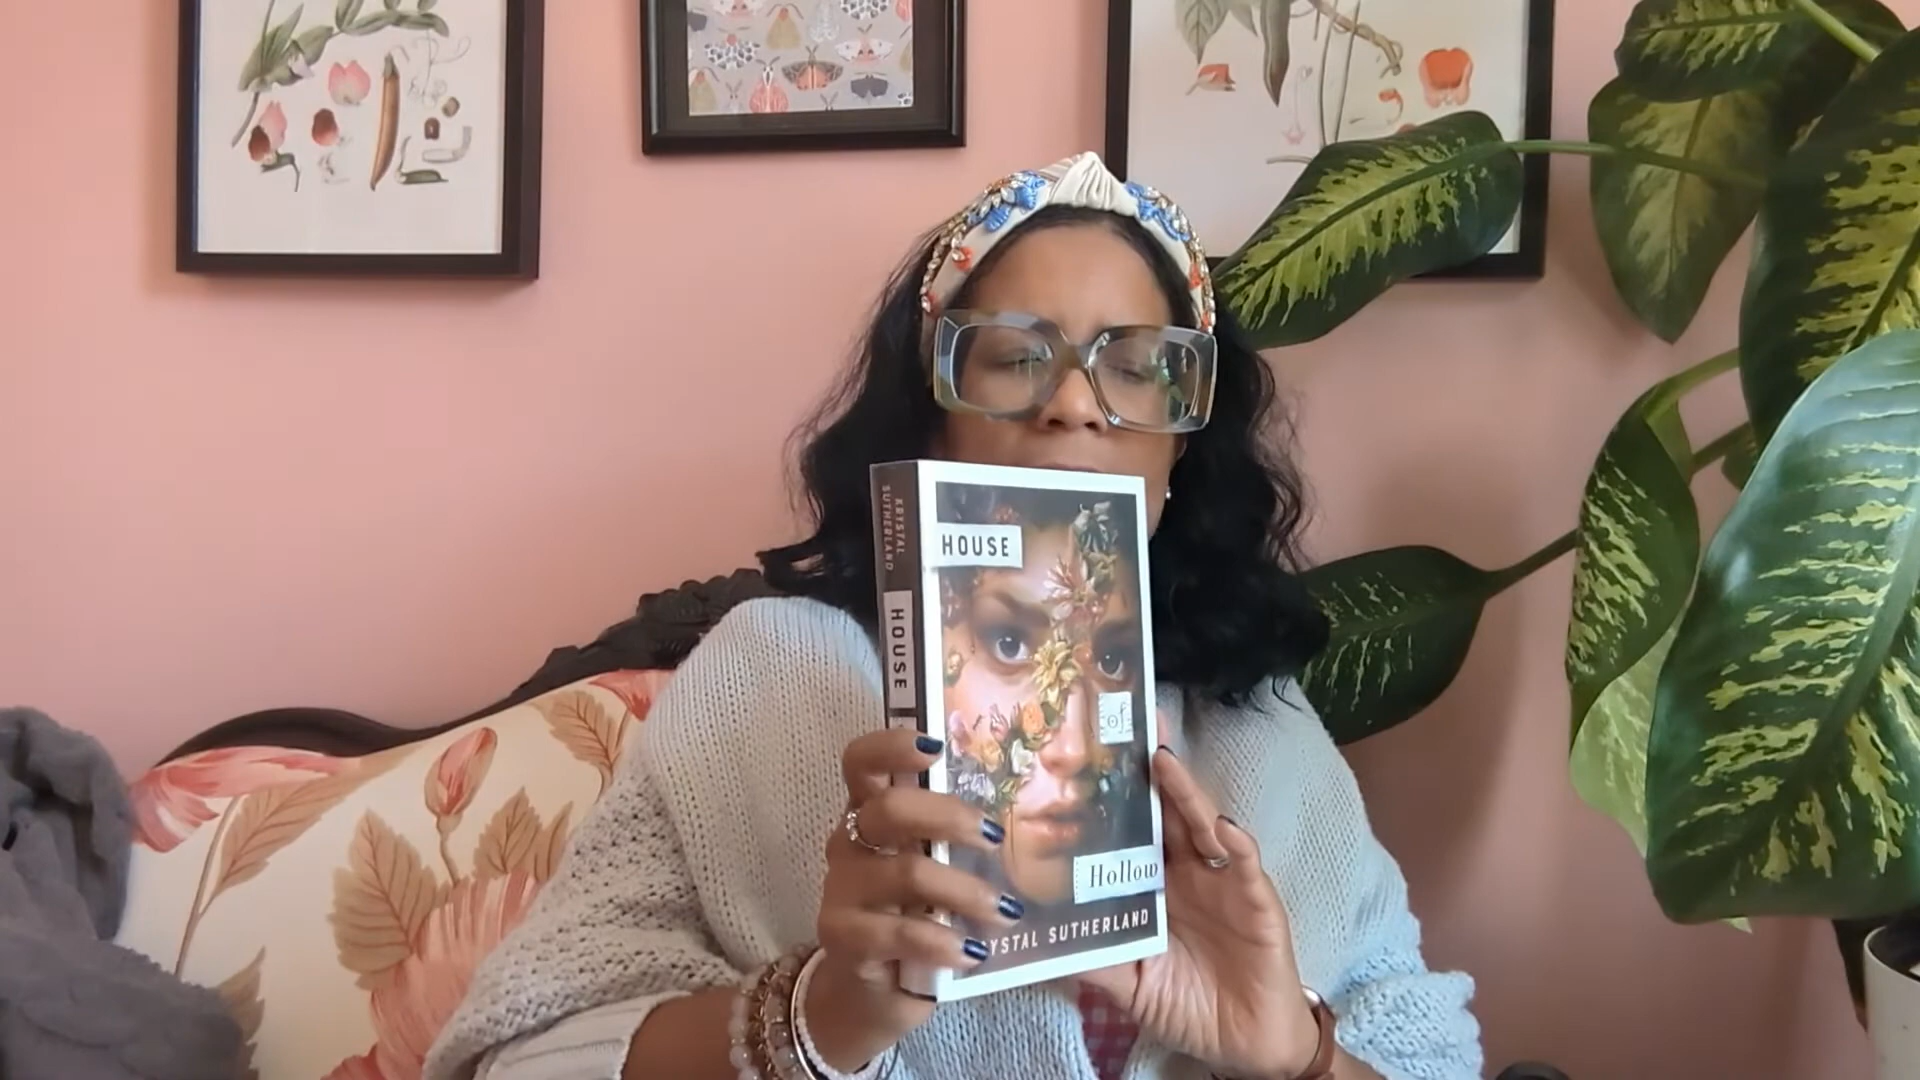 KRYSTAL
SUTHERLAND
HOUSE
HOUSE
of
Hollow
YSTAL SUTHERLAND